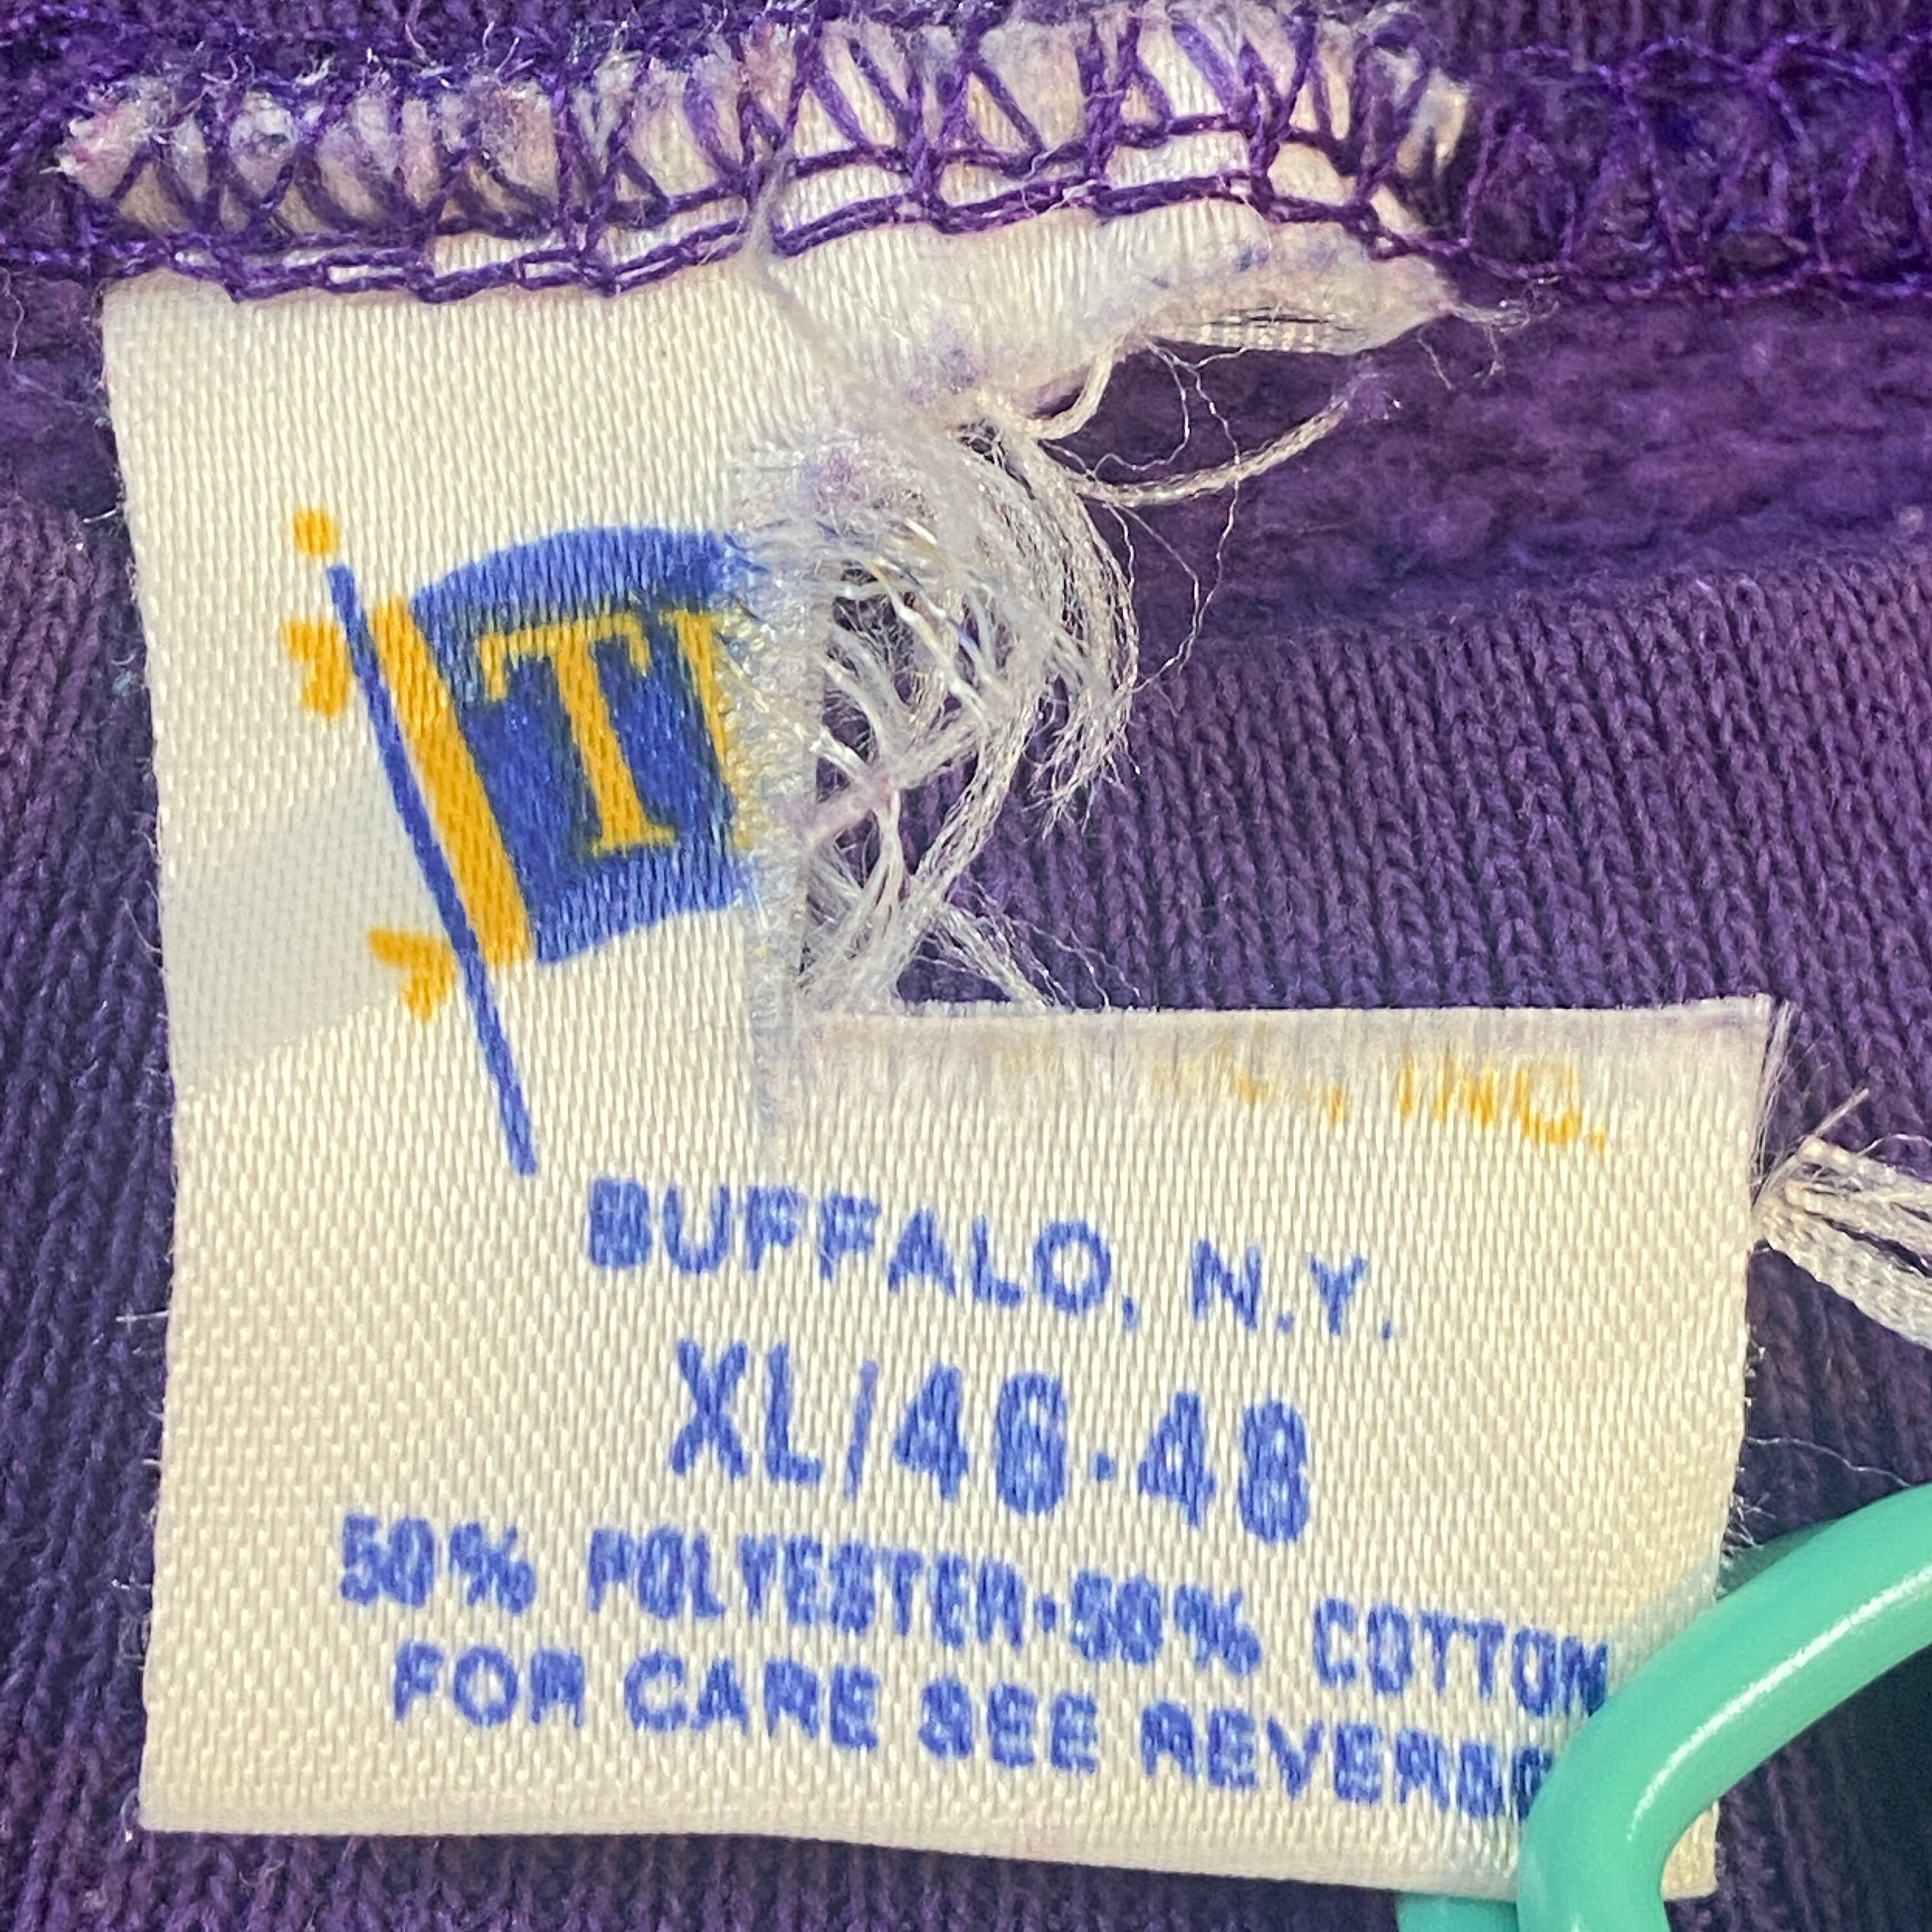 T
INC.
BUFFALO, N.Y.
XL/46-48
50% POLYESTER-50% COTTON
FOR CARE SEE REVERSE